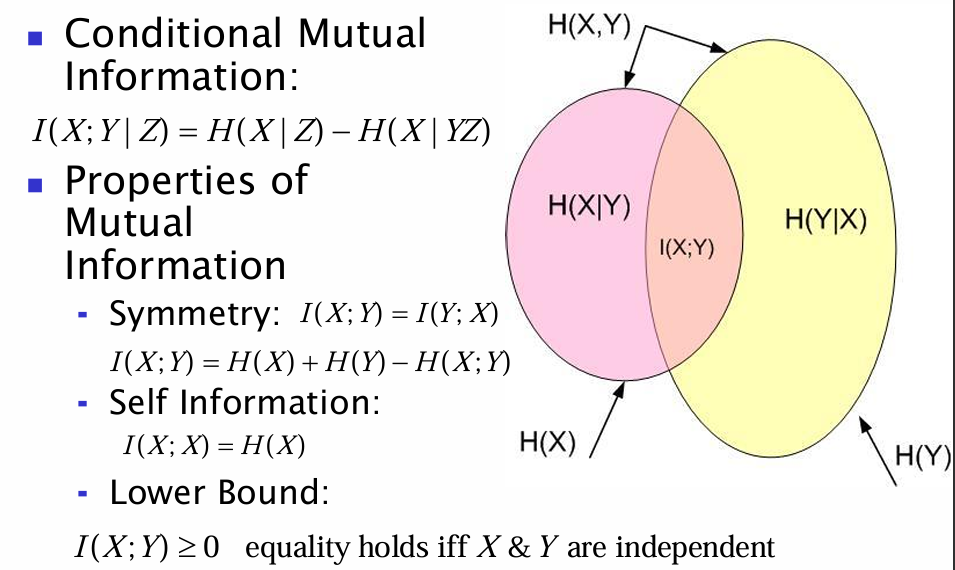 ▪ Conditional Mutual
Information:
I(X;Y | Z) = H(X | Z) − H(X | YZ)
▪ Properties of
Mutual
Information
- Symmetry: I(X;Y) = I(Y; X)
I(X;Y) = H(X) + H(Y) − H(X;Y)
- Self Information:
I(X; X) = H(X)
- Lower Bound:
I(X;Y) ≥ 0 equality holds iff X & Y are independent
H(X,Y)
H(X|Y)
I(X;Y)
H(Y|X)
H(X)
H(Y)